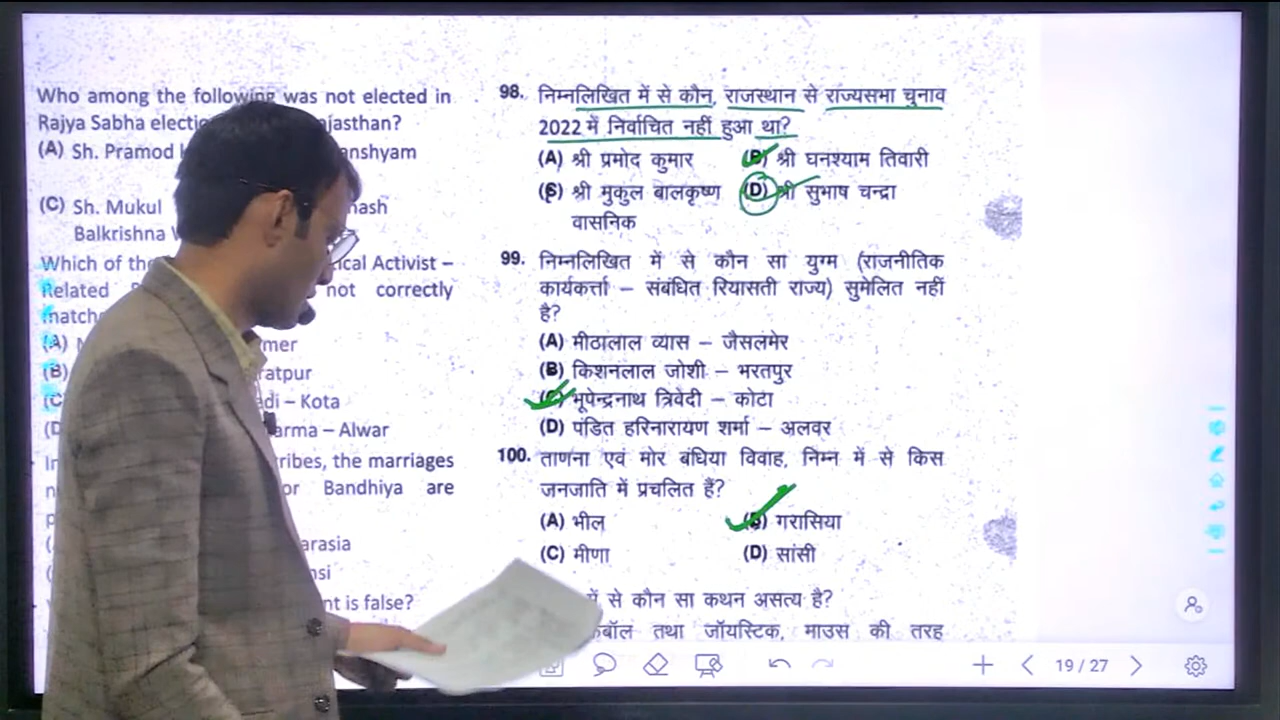 Who among the following was not elected in
Rajya Sabha electio ajasthan?
(A) Sh. Pramod anshyam
(C) Sh. Mukul hash
Balkrishna
Which of the ical Activist –
Related not correctly
match
(A) mer
(B) ratpur
(C edi – Kota
(D arma – Alwar
In ribes, the marriages
or Bandhiya are
arasia
nsi
nt is false?
98. निम्नलिखित में से कौन, राजस्थान से राज्यसभा चुनाव
2022 में निर्वाचित नहीं हुआ था?
(A) श्री प्रमोद कुमार (B) श्री घनश्याम तिवारी
(C) श्री मुकुल बालकृष्ण (D) श्री सुभाष चन्द्रा
वासनिक
99. निम्नलिखित में से कौन सा युग्म (राजनीतिक
कार्यकर्त्ता – संबंधित रियासती राज्य) सुमेलित नहीं
है?
(A) मीठालाल व्यास – जैसलमेर
(B) किशनलाल जोशी – भरतपुर
(C) भूपेन्द्रनाथ त्रिवेदी – कोटा
(D) पंडित हरिनारायण शर्मा – अलवर
100. ताणना एवं मोर बंधिया विवाह, निम्न में से किस
जनजाति में प्रचलित हैं?
(A) भील (B) गरासिया
(C) मीणा (D) सांसी
में से कौन सा कथन असत्य है?
कबॉल तथा जॉयस्टिक, माउस की तरह
19 / 27